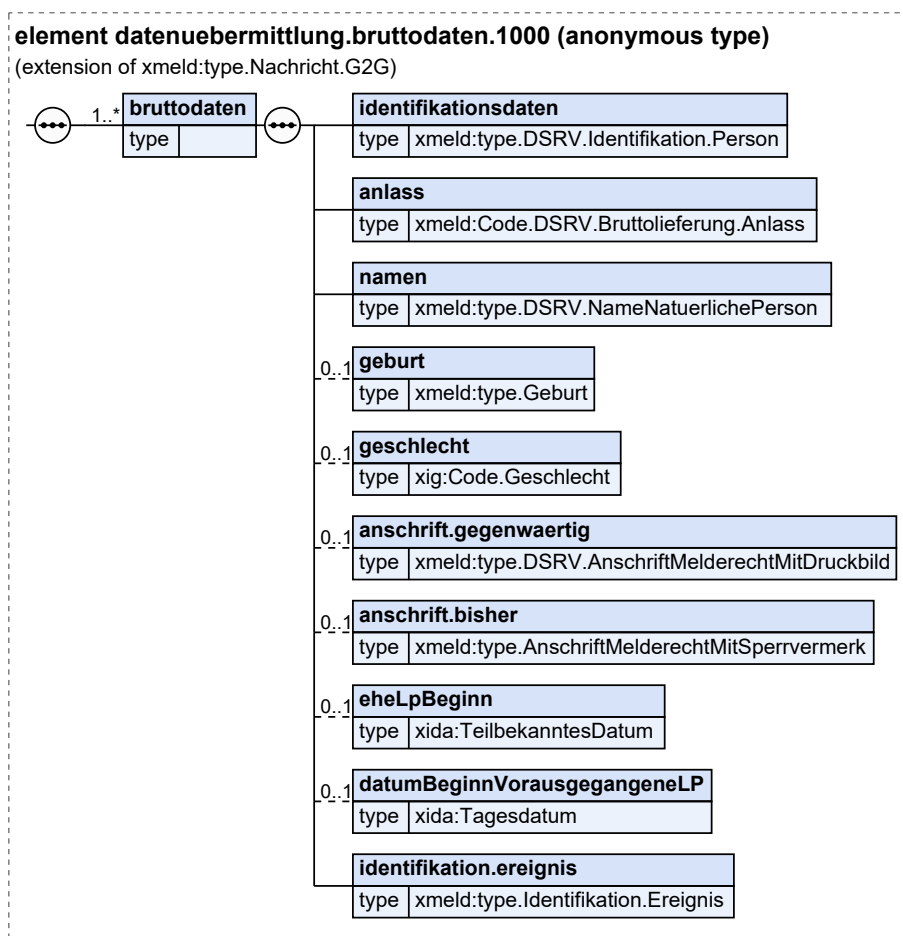 element datenuebermittlung.bruttodaten.1000 (anonymous type)
(extension of xmeld:type.Nachricht.G2G)
1..* bruttodaten
type
identifikationsdaten
type xmeld:type.DSRV.Identifikation.Person
anlass
type xmeld:Code.DSRV.Bruttolieferung.Anlass
namen
type xmeld:type.DSRV.NameNatuerlichePerson
0..1 geburt
type xmeld:type.Geburt
0..1 geschlecht
type xig:Code.Geschlecht
0..1 anschrift.gegenwaertig
type xmeld:type.DSRV.AnschriftMelderechtMitDruckbild
0..1 anschrift.bisher
type xmeld:type.AnschriftMelderechtMitSperrvermerk
0..1 eheLpBeginn
type xida:TeilbekanntesDatum
0..1 datumBeginnVorausgegangeneLP
type xida:Tagesdatum
identifikation.ereignis
type xmeld:type.Identifikation.Ereignis